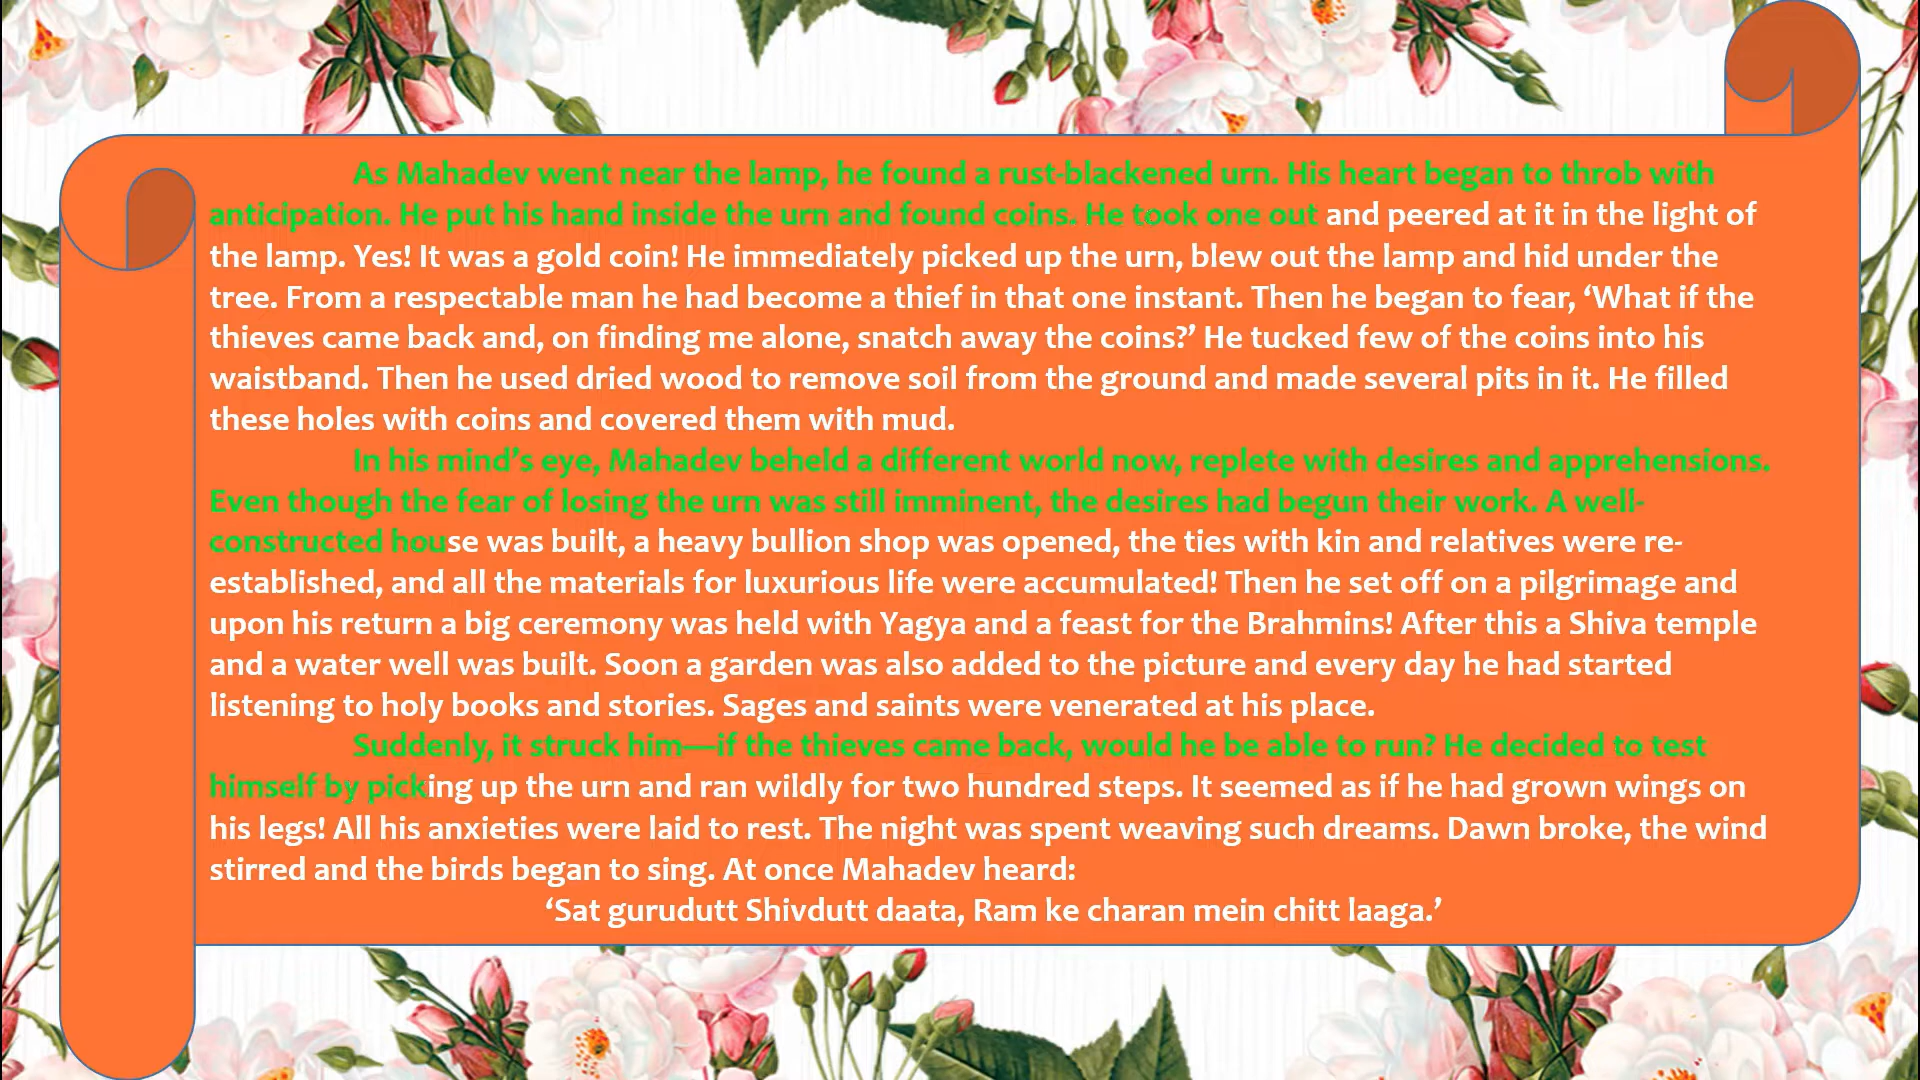 As Mahadev went near the lamp, he found a rust-blackened urn. His heart began to throb with
anticipation. He put his hand inside the urn and found coins. He took one out and peered at it in the light of
the lamp. Yes! It was a gold coin! He immediately picked up the urn, blew out the lamp and hid under the
tree. From a respectable man he had become a thief in that one instant. Then he began to fear, ‘What if the
thieves came back and, on finding me alone, snatch away the coins?’ He tucked few of the coins into his
waistband. Then he used dried wood to remove soil from the ground and made several pits in it. He filled
these holes with coins and covered them with mud.
In his mind’s eye, Mahadev beheld a different world now, replete with desires and apprehensions.
Even though the fear of losing the urn was still imminent, the desires had begun their work. A well-
constructed house was built, a heavy bullion shop was opened, the ties with kin and relatives were re-
established, and all the materials for luxurious life were accumulated! Then he set off on a pilgrimage and
upon his return a big ceremony was held with Yagya and a feast for the Brahmins! After this a Shiva temple
and a water well was built. Soon a garden was also added to the picture and every day he had started
listening to holy books and stories. Sages and saints were venerated at his place.
Suddenly, it struck him—if the thieves came back, would he be able to run? He decided to test
himself by picking up the urn and ran wildly for two hundred steps. It seemed as if he had grown wings on
his legs! All his anxieties were laid to rest. The night was spent weaving such dreams. Dawn broke, the wind
stirred and the birds began to sing. At once Mahadev heard:
‘Sat gurudutt Shivdutt daata, Ram ke charan mein chitt laaga.’